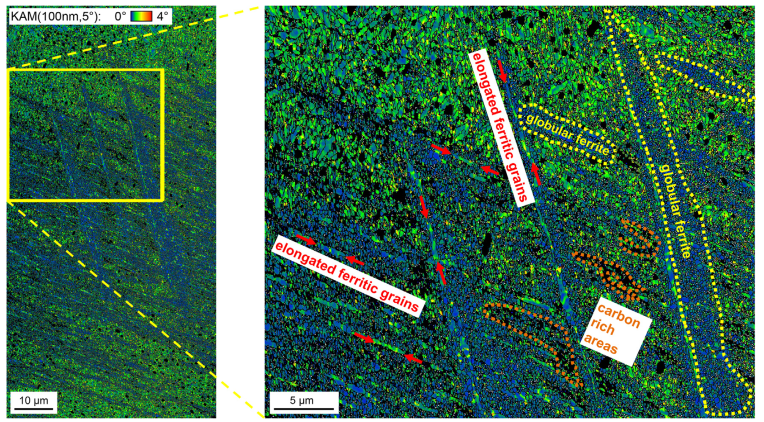 KAM(100nm,5°): 0° 4°
10 µm
elongated ferritic grains
globular ferrite
globular ferrite
elongated ferritic grains
carbon
rich
areas
5 µm